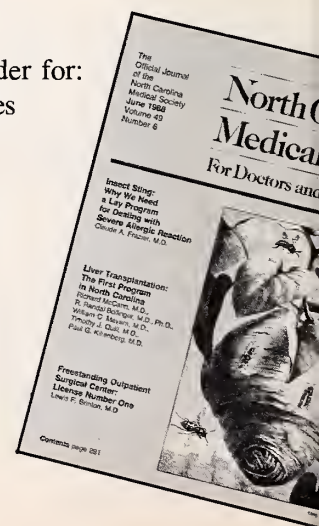 der for:
es
The
Official Journal
of the
North Carolina
Medical Society
June 1988
Volume 49
Number 6
North C
Medical
For Doctors and
Insect Sting:
Why We Need
a Lay Program
for Dealing with
Severe Allergic Reaction
Claude A. Frazier, M.D.
Liver Transplantation:
The First Program
in North Carolina
Richard McCann, M.D.,
R. Randal Bollinger, M.D., Ph.D.,
William C. Meyers, M.D.,
Timothy J. Quill, M.D.,
Paul G. Killenberg, M.D.
Freestanding Outpatient
Surgical Center:
License Number One
Lewis F. Brinton, M.D.
Contents page 281